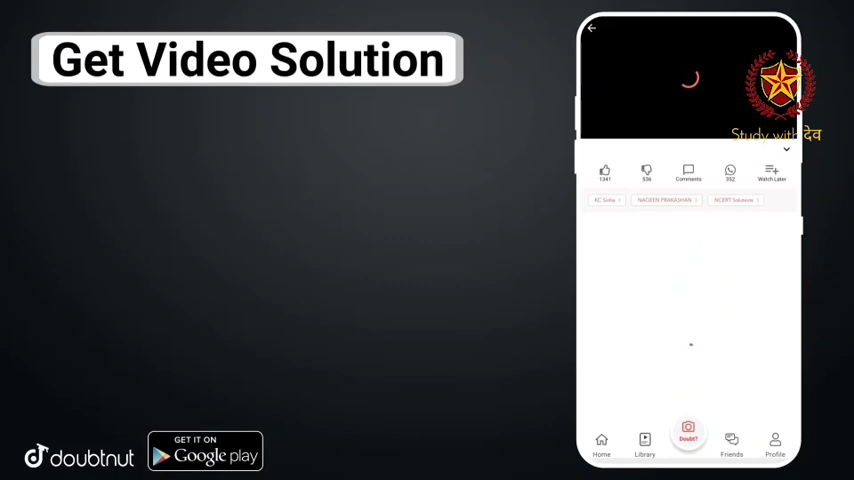 Get Video Solution
Study with देव
1341 536 Comments 352 Watch Later
KC Sinha NAGEEN PRAKASHAN NCERT Solutions
Doubt?
Home Library Friends Profile
doubtnut
GET IT ON
Google play